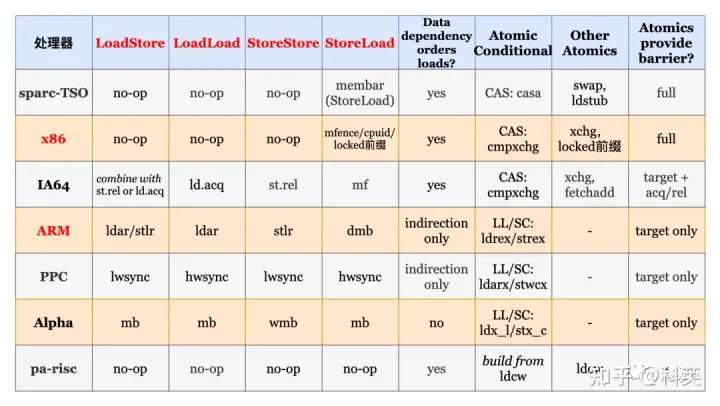 处理器 LoadStore LoadLoad StoreStore StoreLoad Data dependency orders loads? Atomic Conditional Other Atomics Atomics provide barrier?
sparc-TSO no-op no-op no-op membar (StoreLoad) yes CAS: casa swap, ldstub full
x86 no-op no-op no-op mfence/cpuid/ locked前缀 yes CAS: cmpxchg xchg, locked前缀 full
IA64 combine with st.rel or ld.acq ld.acq st.rel mf yes CAS: cmpxchg xchg, fetchadd target + acq/rel
ARM ldar/stlr ldar stlr dmb indirection only LL/SC: ldrex/strex - target only
PPC lwsync hwsync lwsync hwsync indirection only LL/SC: ldarx/stwcx - target only
Alpha mb mb wmb mb no LL/SC: ldx_l/stx_c - target only
pa-risc no-op no-op no-op no-op yes build from ldcw
知乎 @科英